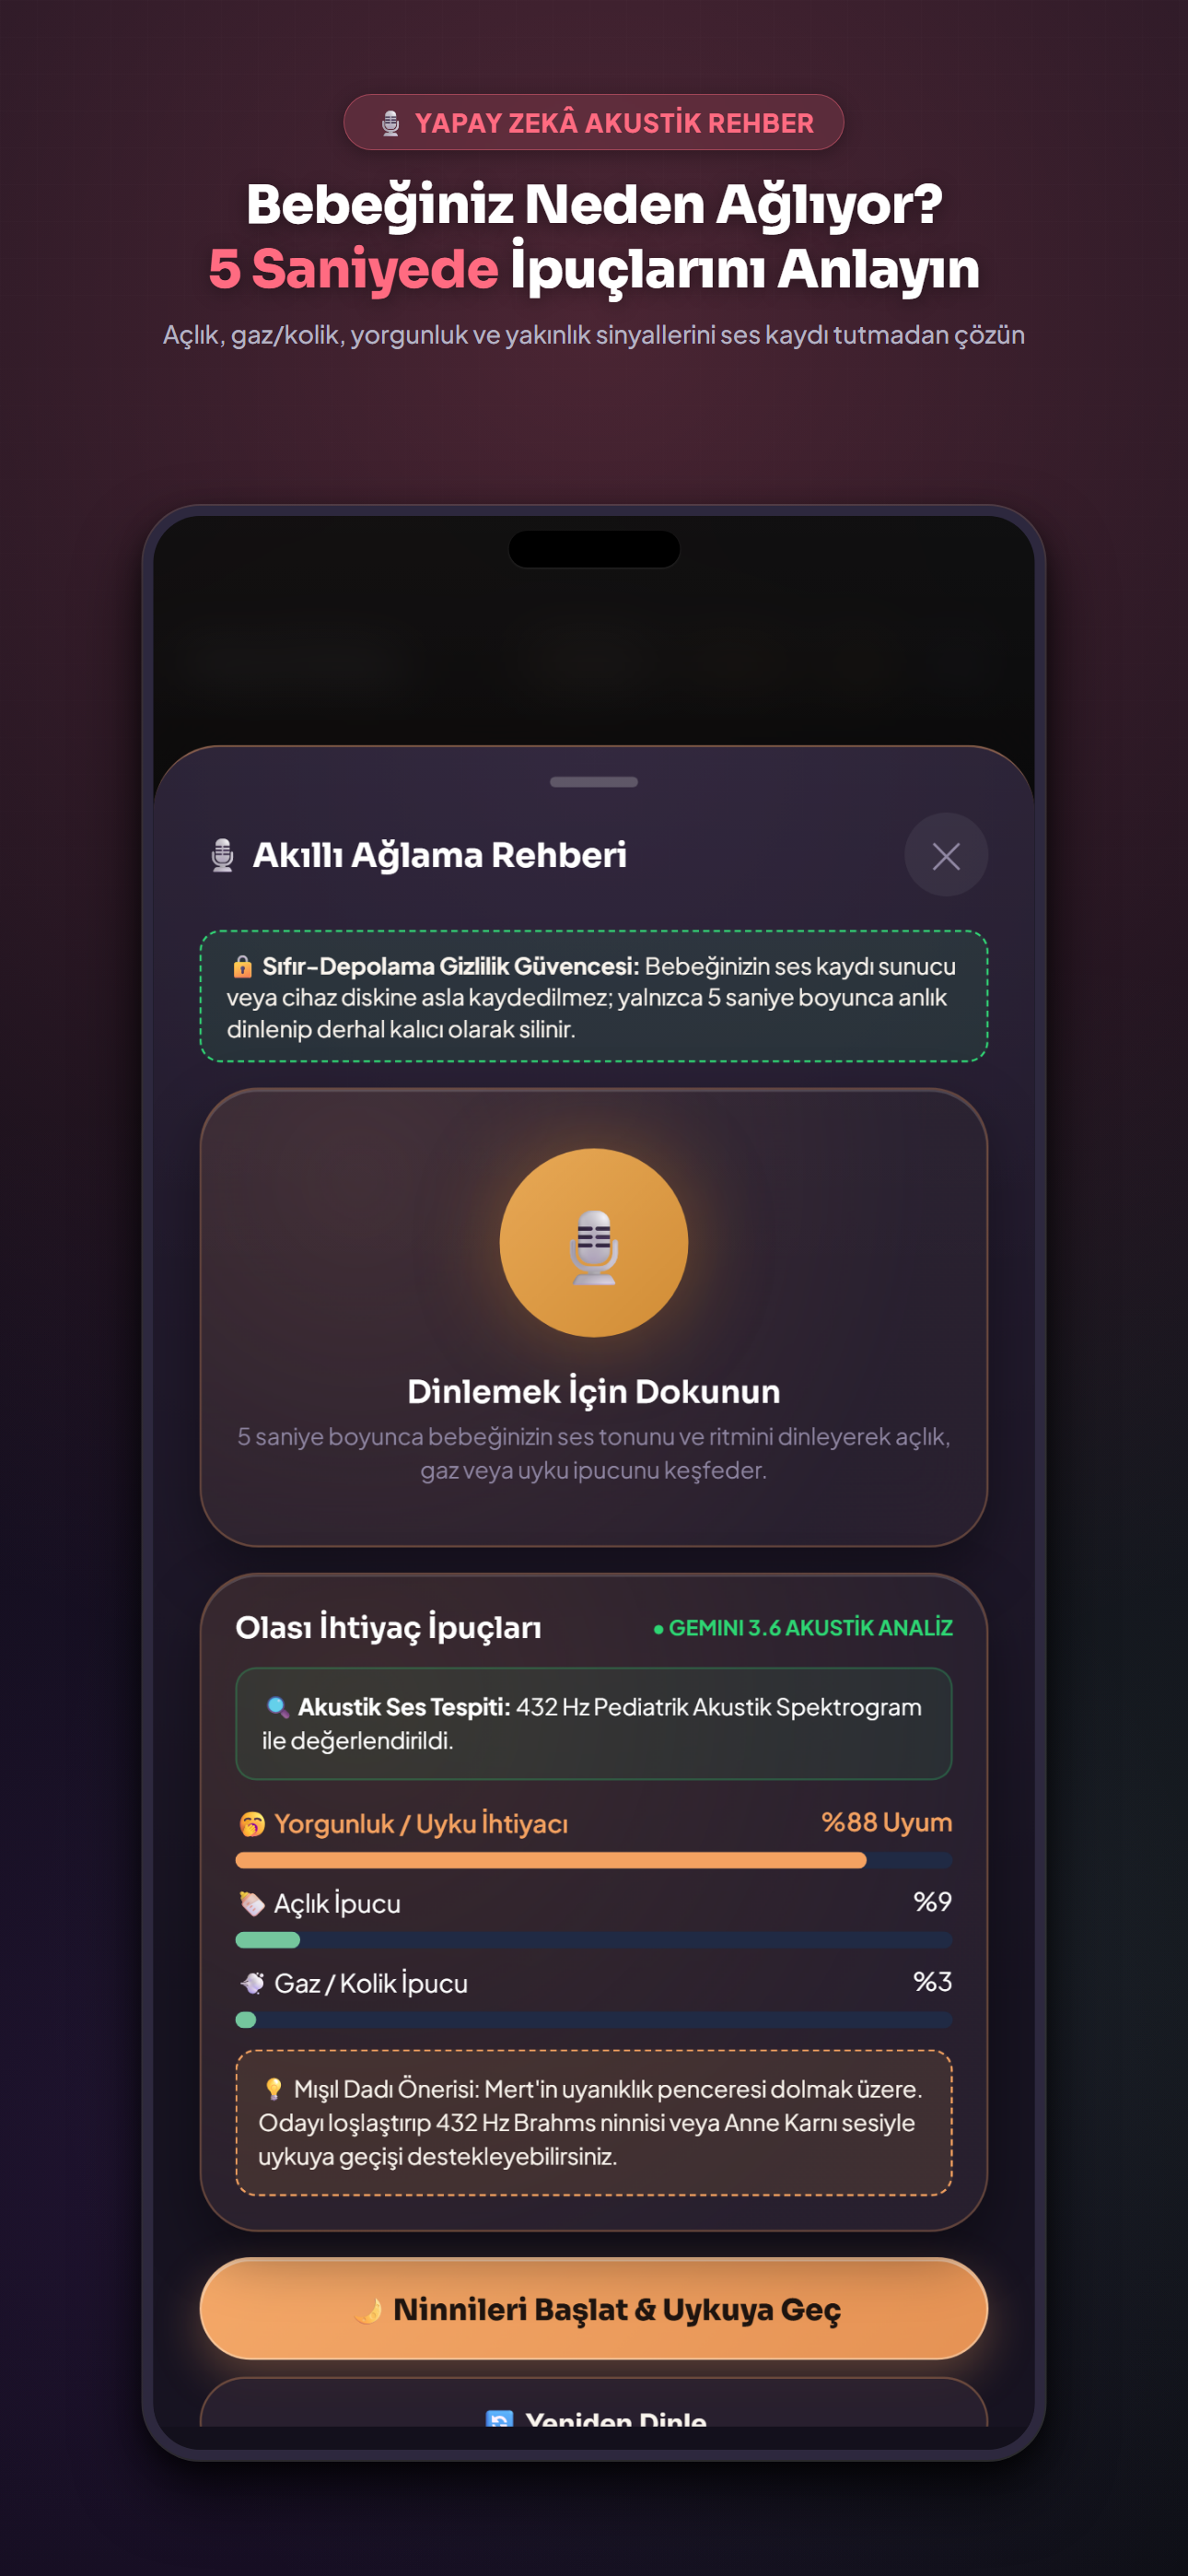 🎙️ YAPAY ZEKÂ AKUSTİK REHBER
Bebeğiniz Neden Ağlıyor?
5 Saniyede İpuçlarını Anlayın
Açlık, gaz/kolik, yorgunluk ve yakınlık sinyallerini ses kaydı tutmadan çözün
🎙️ Akıllı Ağlama Rehberi
🔒 Sıfır-Depolama Gizlilik Güvencesi: Bebeğinizin ses kaydı sunucu
veya cihaz diskine asla kaydedilmez; yalnızca 5 saniye boyunca anlık
dinlenip derhal kalıcı olarak silinir.
Dinlemek İçin Dokunun
5 saniye boyunca bebeğinizin ses tonunu ve ritmini dinleyerek açlık,
gaz veya uyku ipucunu keşfeder.
Olası İhtiyaç İpuçları
● GEMINI 3.6 AKUSTİK ANALİZ
🔍 Akustik Ses Tespiti: 432 Hz Pediatrik Akustik Spektrogram
ile değerlendirildi.
🥱 Yorgunluk / Uyku İhtiyacı
%88 Uyum
🍼 Açlık İpucu
%9
💨 Gaz / Kolik İpucu
%3
💡 Mışıl Dadı Önerisi: Mert'in uyanıklık penceresi dolmak üzere.
Odayı loşlaştırıp 432 Hz Brahms ninnisi veya Anne Karnı sesiyle
uykuya geçişi destekleyebilirsiniz.
🌙 Ninnileri Başlat & Uykuya Geç
🔄 Yeniden Dinle